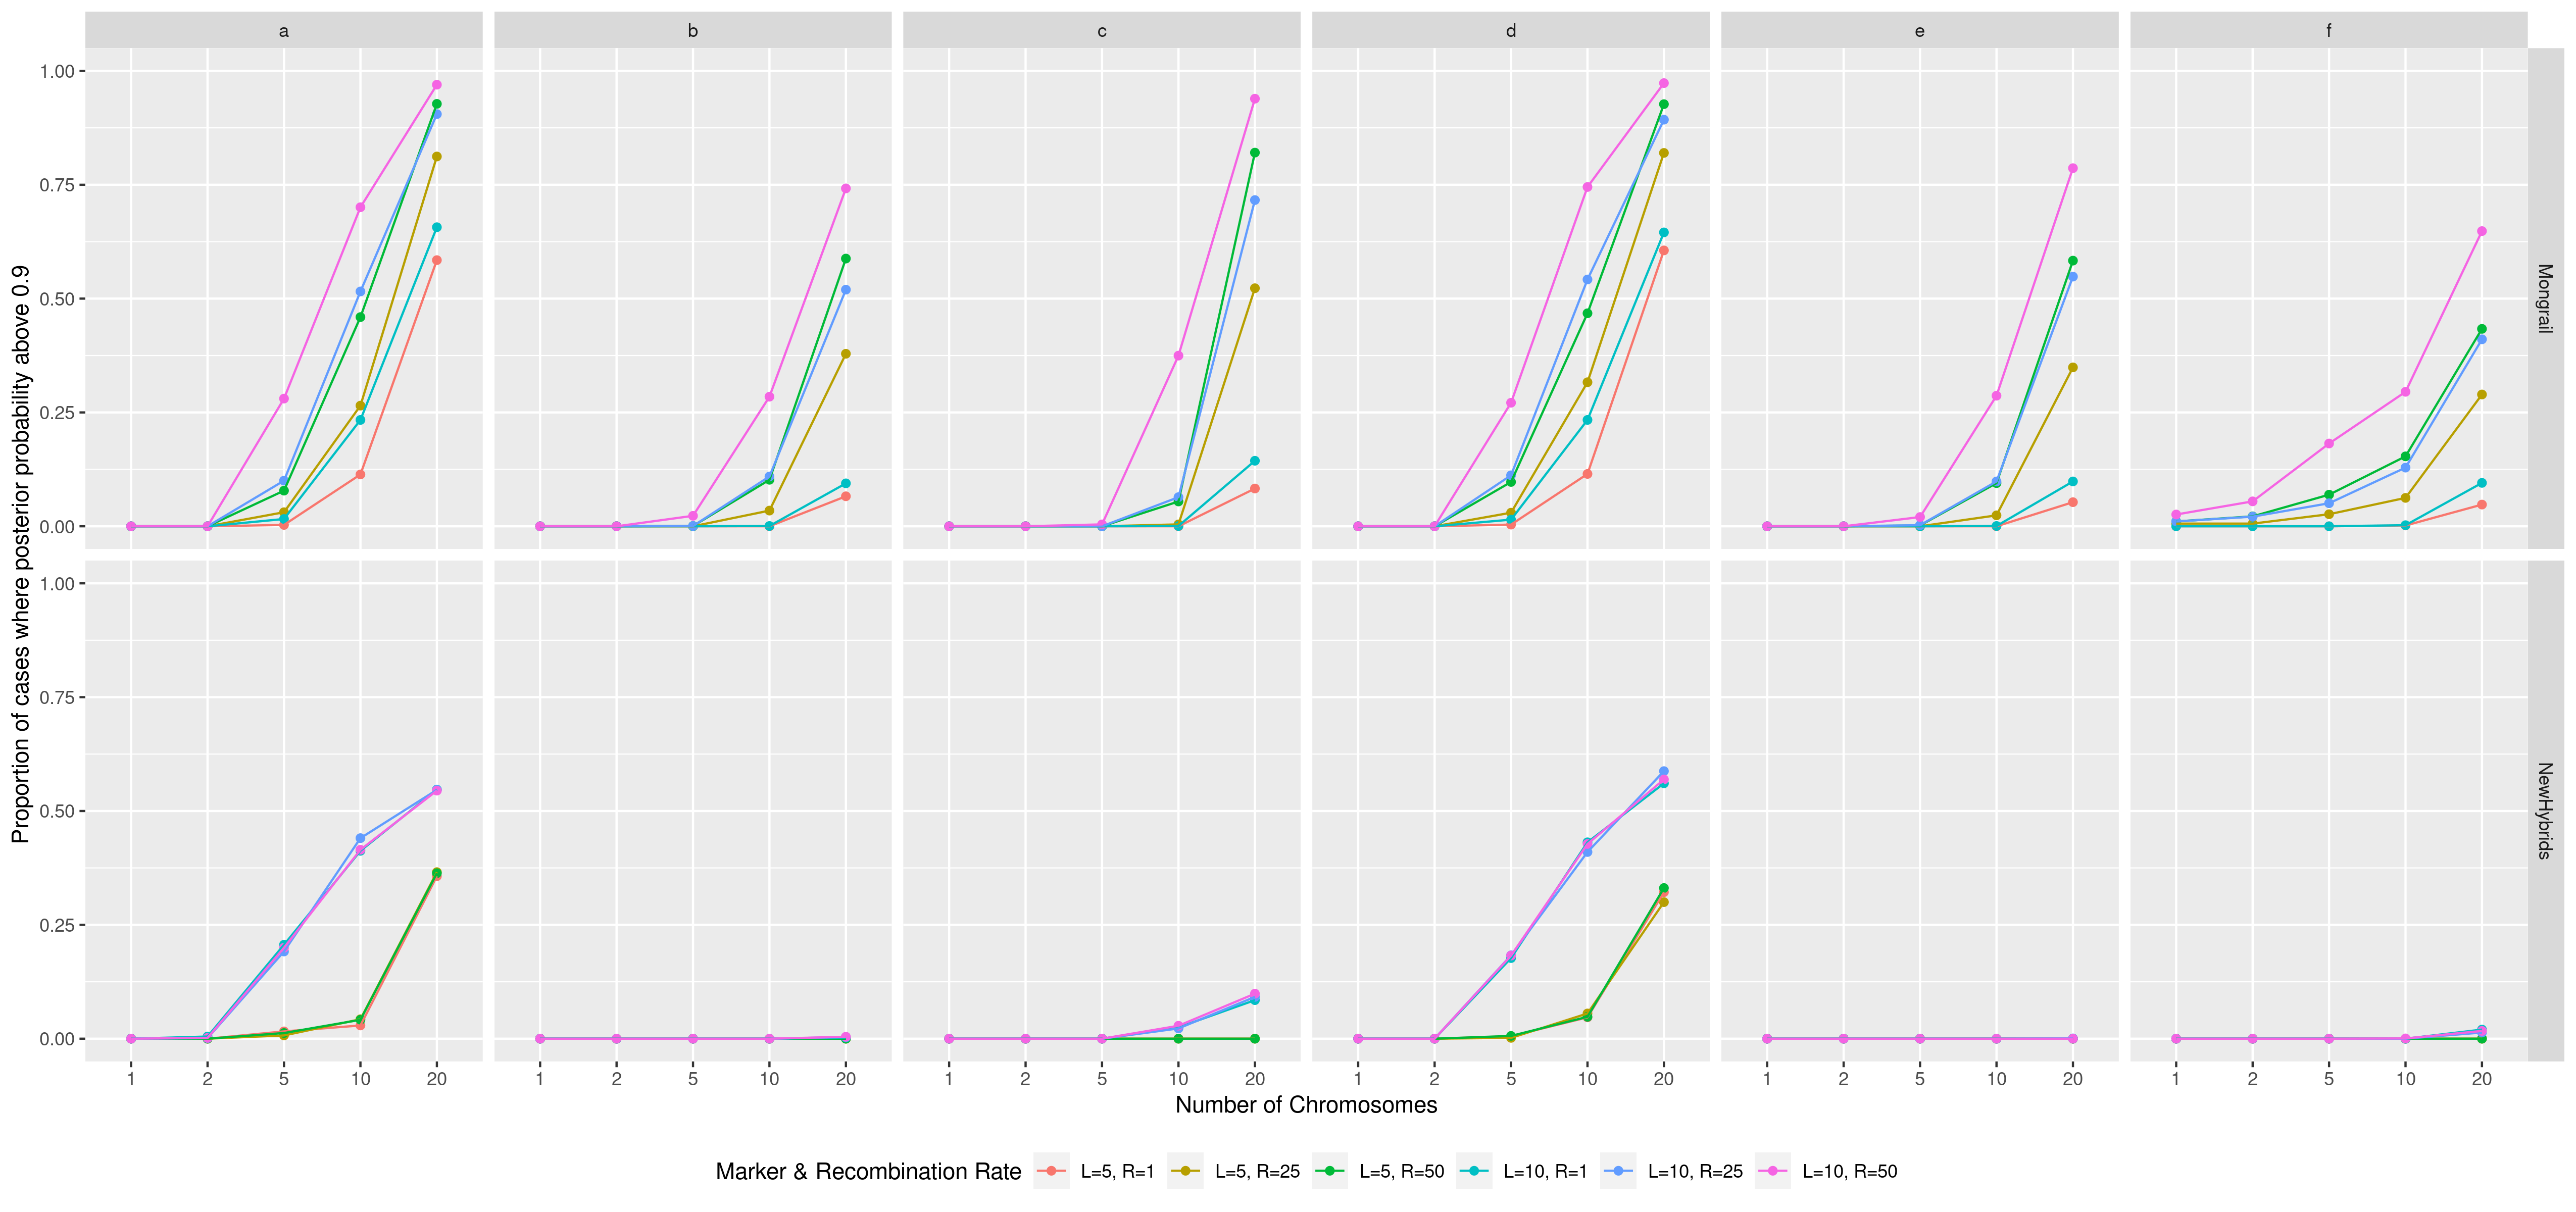 a b c d e f
Proportion of cases where posterior probability above 0.9
1.00
0.75
0.50
0.25
0.00
Mongrail
1.00
0.75
0.50
0.25
0.00
NewHybrids
1 2 5 10 20 1 2 5 10 20 1 2 5 10 20 1 2 5 10 20 1 2 5 10 20 1 2 5 10 20
Number of Chromosomes
Marker & Recombination Rate L=5, R=1 L=5, R=25 L=5, R=50 L=10, R=1 L=10, R=25 L=10, R=50